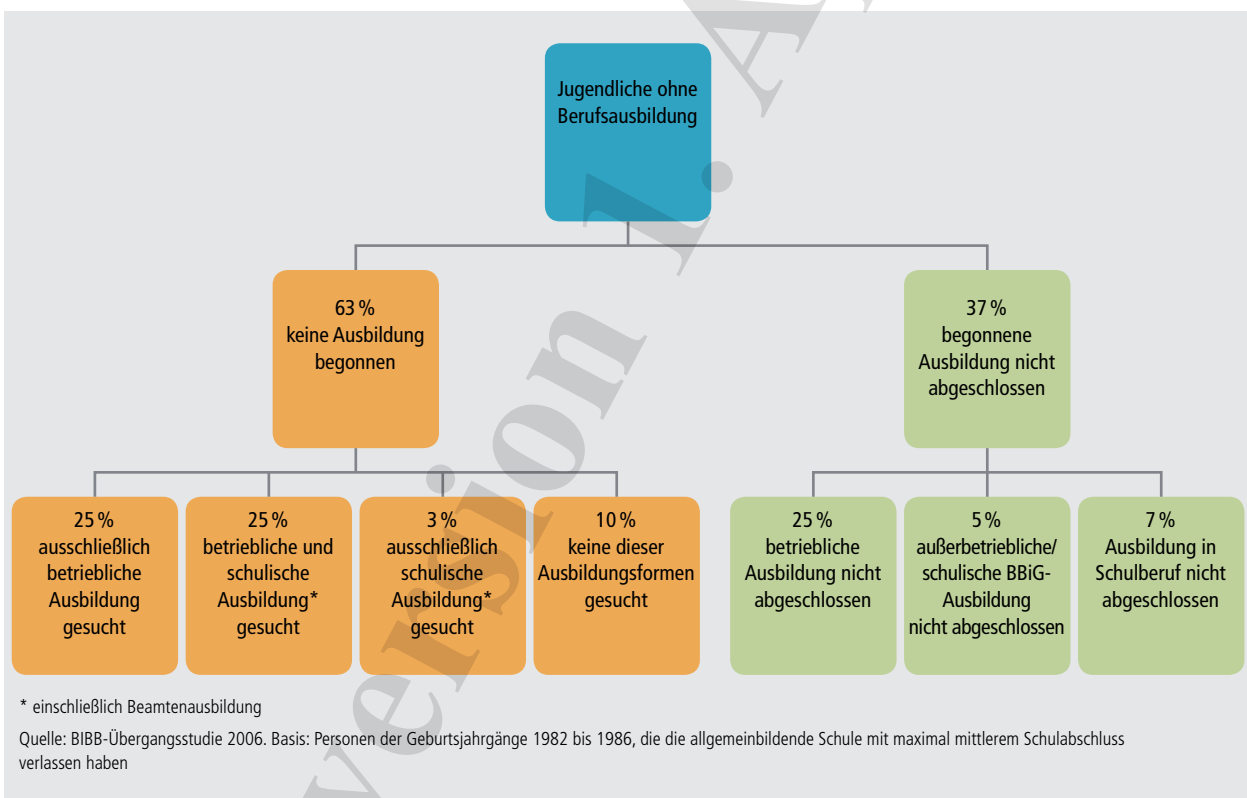 Jugendliche ohne
Berufsausbildung
63 %
keine Ausbildung
begonnen
37 %
begonnene
Ausbildung nicht
abgeschlossen
25 %
ausschließlich
betriebliche
Ausbildung
gesucht
25 %
betriebliche und
schulische
Ausbildung*
gesucht
3 %
ausschließlich
schulische
Ausbildung*
gesucht
10 %
keine dieser
Ausbildungsformen
gesucht
25 %
betriebliche
Ausbildung nicht
abgeschlossen
5 %
außerbetriebliche/
schulische BBiG-
Ausbildung
nicht abgeschlossen
7 %
Ausbildung in
Schulberuf nicht
abgeschlossen
* einschließlich Beamtenausbildung
Quelle: BIBB-Übergangsstudie 2006. Basis: Personen der Geburtsjahrgänge 1982 bis 1986, die die allgemeinbildende Schule mit maximal mittlerem Schulabschluss
verlassen haben
version 1. A